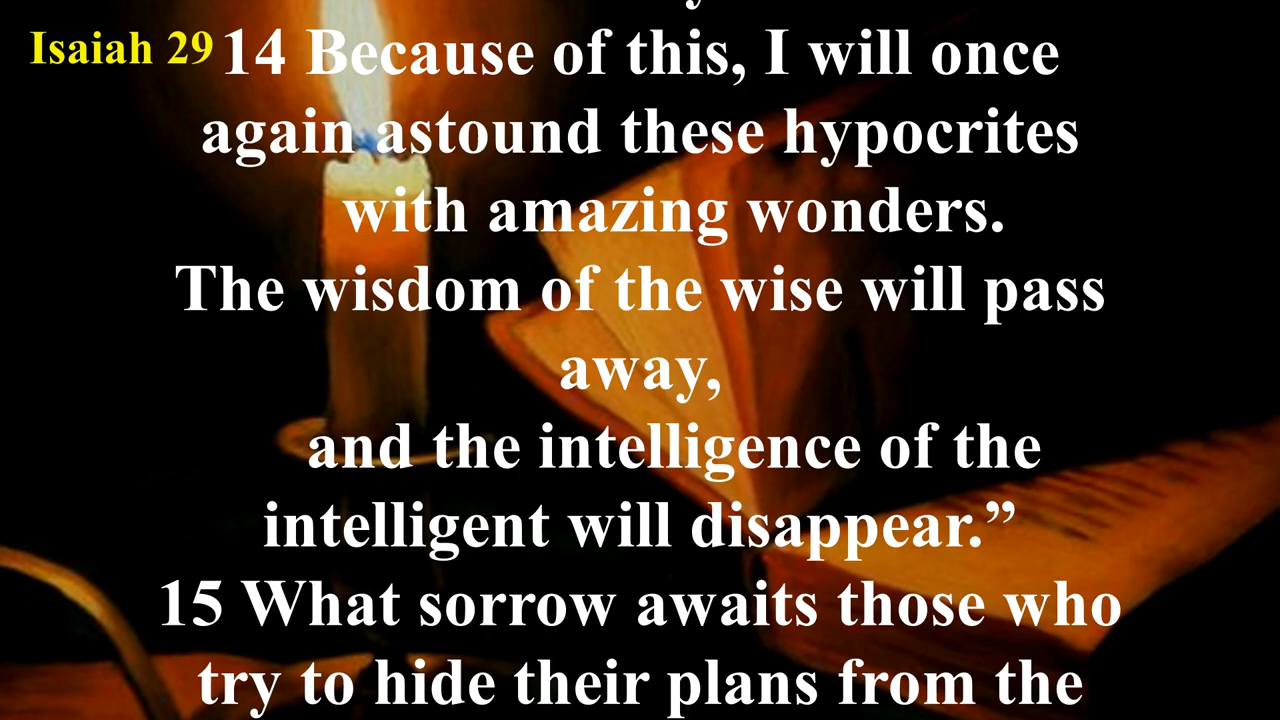 Isaiah 29
14 Because of this, I will once
again astound these hypocrites
with amazing wonders.
The wisdom of the wise will pass
away,
and the intelligence of the
intelligent will disappear.”
15 What sorrow awaits those who
try to hide their plans from the